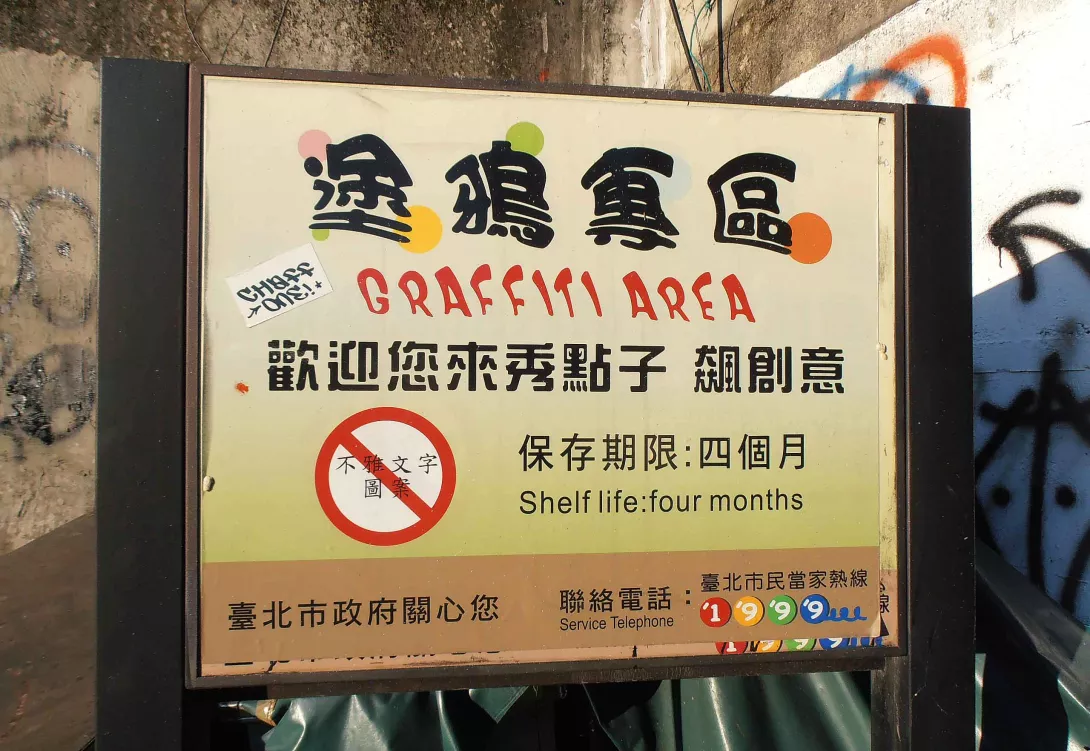 塗鴉專區
GRAFFITI AREA
歡迎您來秀點子 飆創意
不雅文字
圖案
保存期限:四個月
Shelf life:four months
臺北市政府關心您
聯絡電話:
Service Telephone
臺北市民當家熱線
1999